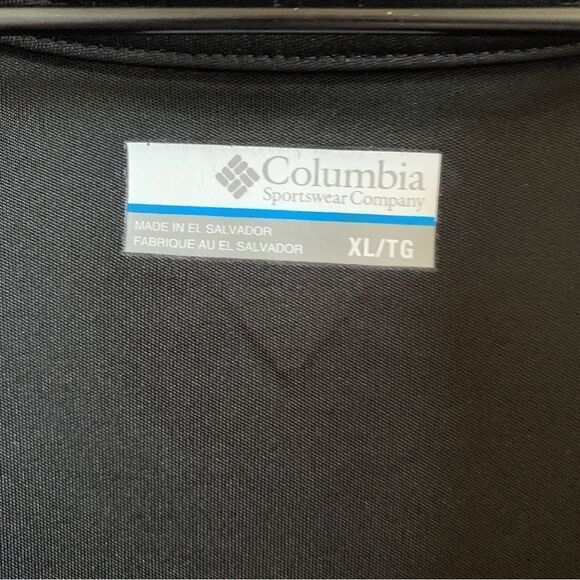 Columbia
Sportswear Company
MADE IN EL SALVADOR
FABRIQUE AU EL SALVADOR
XL/TG